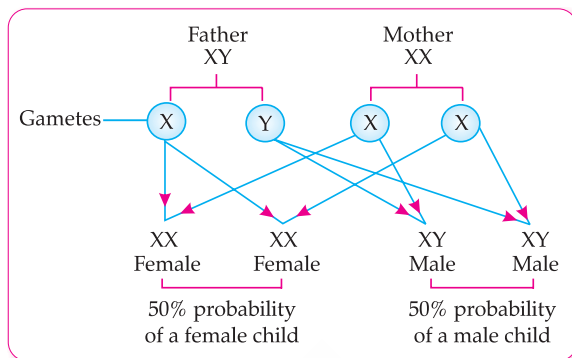 Father Mother
XY XX
Gametes X Y X X
XX XX XY XY
Female Female Male Male
50% probability 50% probability
of a female child of a male child